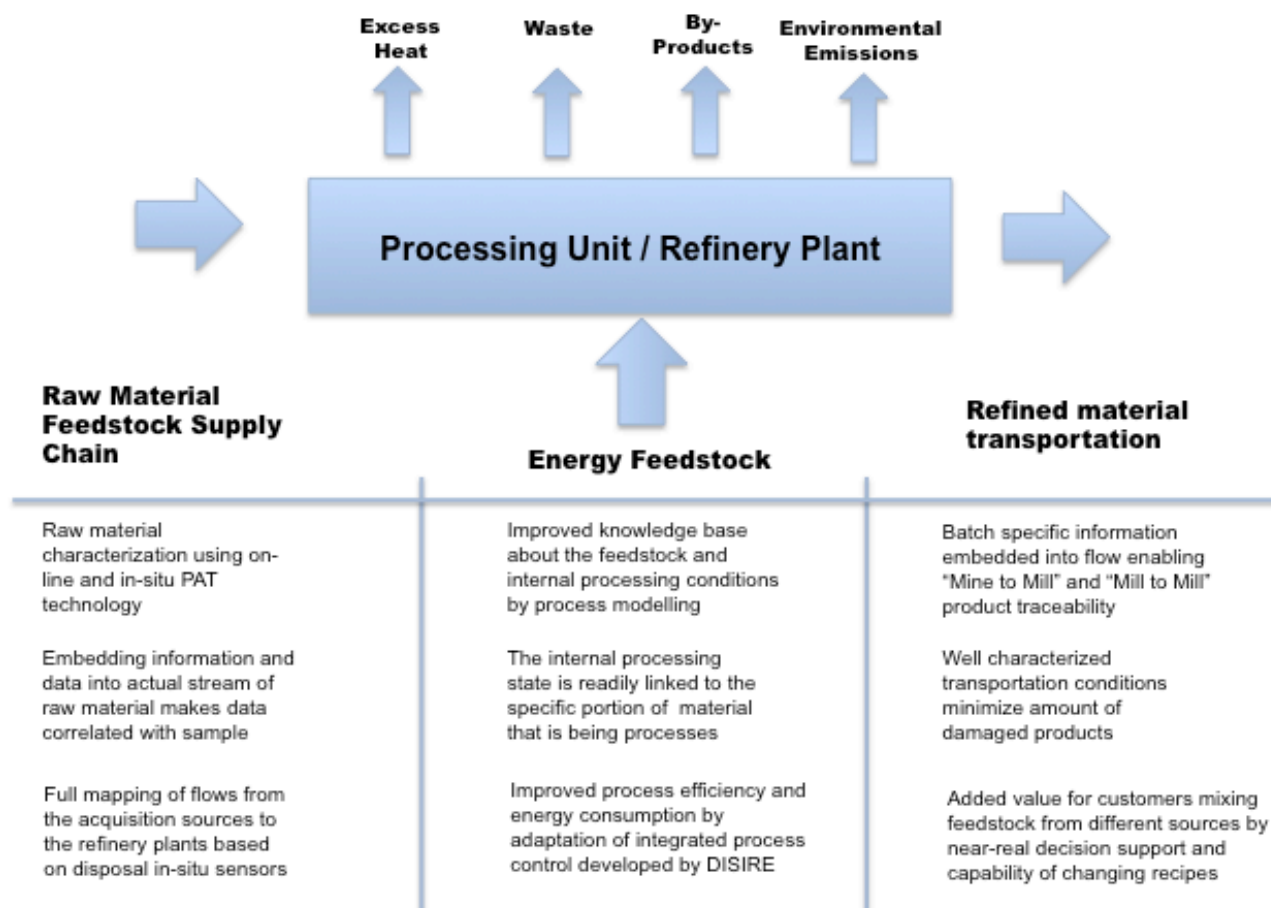 Excess
Heat
Waste
By-
Products
Environmental
Emissions
Processing Unit / Refinery Plant
Raw Material
Feedstock Supply
Chain
Energy Feedstock
Refined material
transportation
Raw material
characterization using on-
line and in-situ PAT
technology
Embedding information and
data into actual stream of
raw material makes data
correlated with sample
Full mapping of flows from
the acquisition sources to
the refinery plants based
on disposal in-situ sensors
Improved knowledge base
about the feedstock and
internal processing conditions
by process modelling
The internal processing
state is readily linked to the
specific portion of material
that is being processes
Improved process efficiency and
energy consumption by
adaptation of integrated process
control developed by DISIRE
Batch specific information
embedded into flow enabling
“Mine to Mill” and “Mill to Mill”
product traceability
Well characterized
transportation conditions
minimize amount of
damaged products
Added value for customers mixing
feedstock from different sources by
near-real decision support and
capability of changing recipes